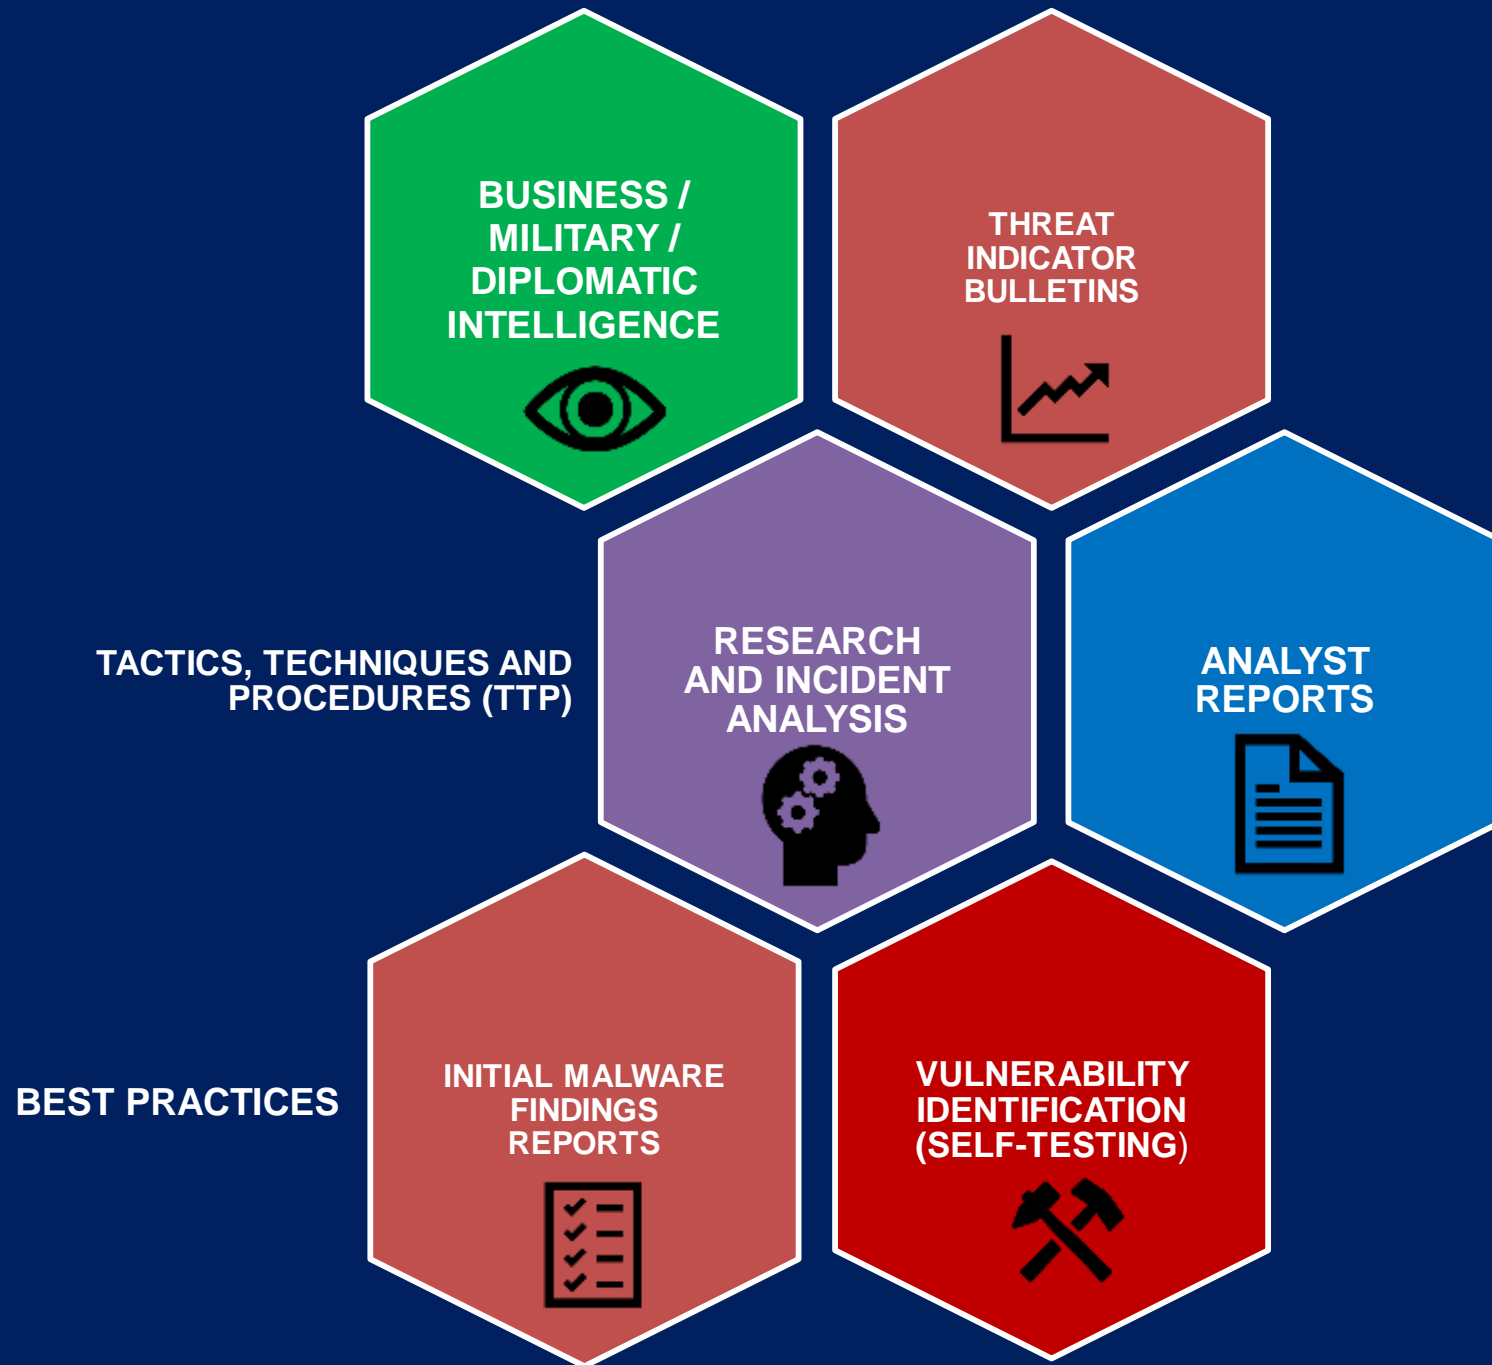 BUSINESS /
MILITARY /
DIPLOMATIC
INTELLIGENCE
THREAT
INDICATOR
BULLETINS
TACTICS, TECHNIQUES AND
PROCEDURES (TTP)
RESEARCH
AND INCIDENT
ANALYSIS
ANALYST
REPORTS
BEST PRACTICES
INITIAL MALWARE
FINDINGS
REPORTS
VULNERABILITY
IDENTIFICATION
(SELF-TESTING)